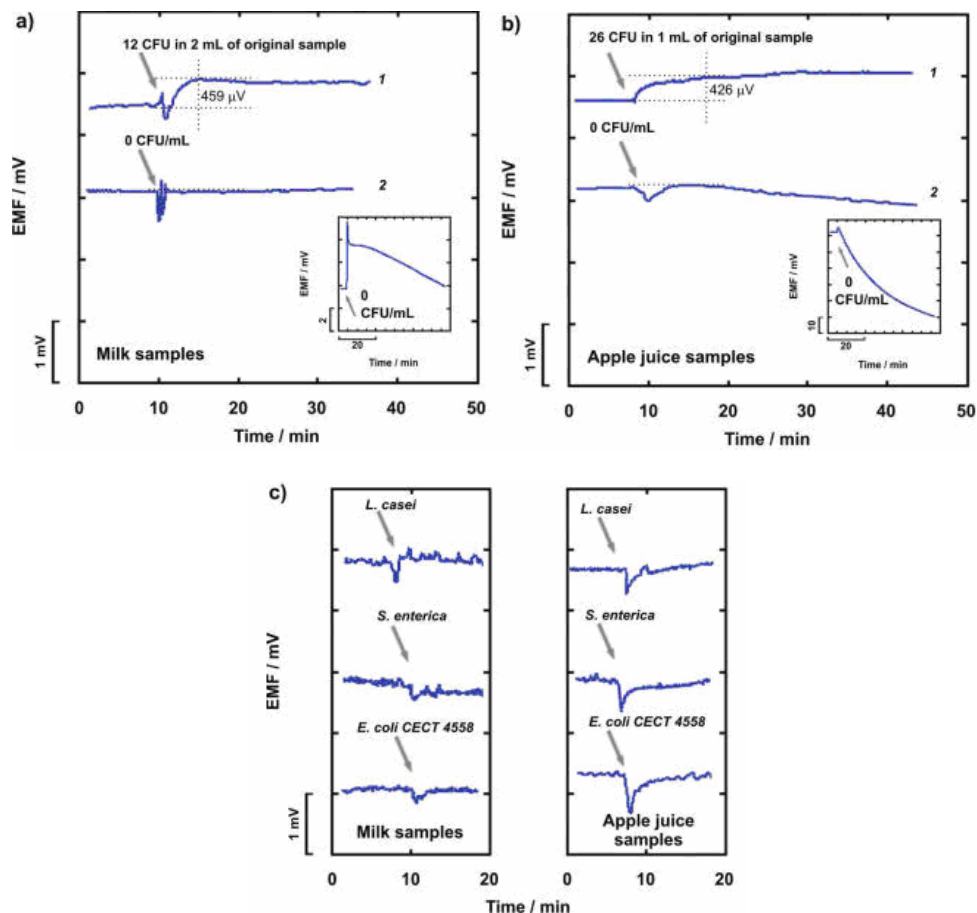 a)
12 CFU in 2 mL of original sample
1
459 µV
0 CFU/mL
2
EMF / mV
EMF / mV
0
CFU/mL
2
20
Time / min
1 mV
Milk samples
0 10 20 30 40 50
Time / min
b)
26 CFU in 1 mL of original sample
1
426 µV
0 CFU/mL
2
EMF / mV
EMF / mV
0
CFU/mL
10
20
Time / min
1 mV
Apple juice samples
0 10 20 30 40 50
Time / min
c)
L. casei
S. enterica
E. coli CECT 4558
EMF / mV
1 mV
Milk samples
0 10 20
L. casei
S. enterica
E. coli CECT 4558
Apple juice
samples
0 10 20
Time / min